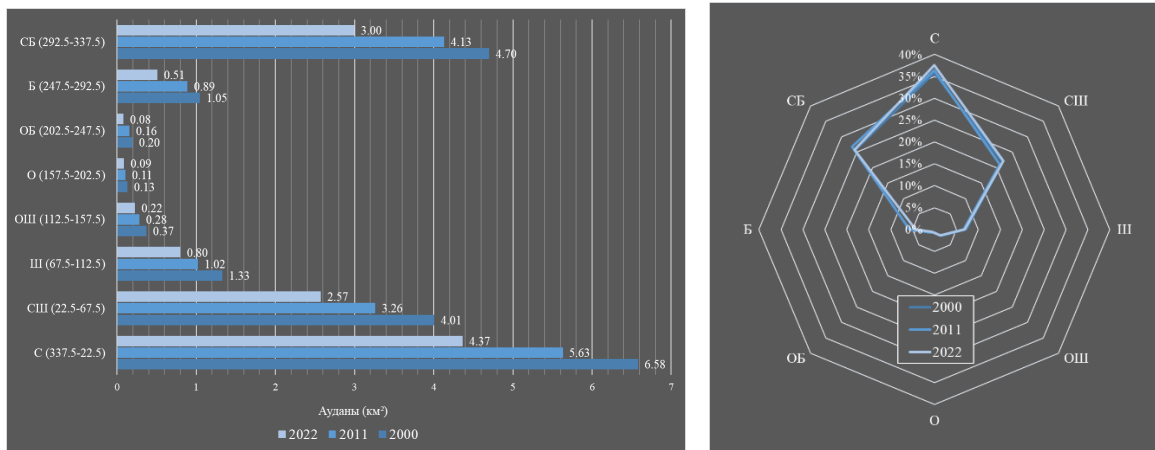 СБ (292.5-337.5)
3.00
4.13
4.70
Б (247.5-292.5)
0.51
0.89
1.05
ОБ (202.5-247.5)
0.08
0.16
0.20
О (157.5-202.5)
0.09
0.11
0.13
ОШ (112.5-157.5)
0.22
0.28
0.37
Ш (67.5-112.5)
0.80
1.02
1.33
СШ (22.5-67.5)
2.57
3.26
4.01
С (337.5-22.5)
4.37
5.63
6.58
0 1 2 3 4 5 6 7
Ауданы (км²)
2022 2011 2000
С
СШ
Ш
ОШ
О
ОБ
Б
СБ
40%
35%
30%
25%
20%
15%
10%
5%
0%
2000
2011
2022